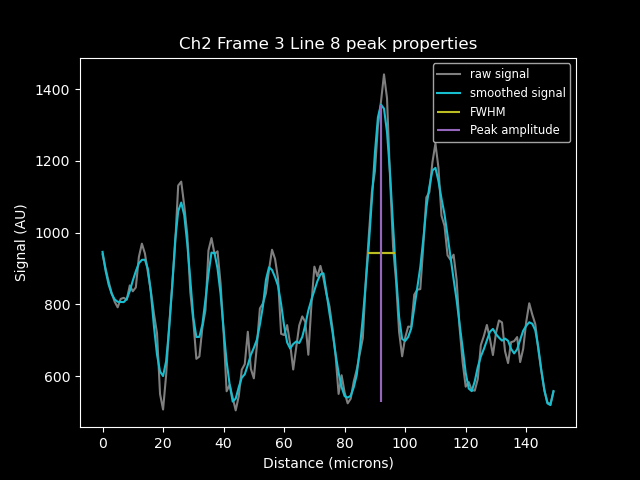 Ch2 Frame 3 Line 8 peak properties
raw signal
smoothed signal
FWHM
Peak amplitude
1400
1200
1000
800
600
Signal (AU)
0 20 40 60 80 100 120 140
Distance (microns)